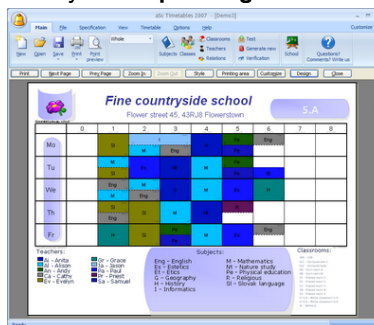 aSc Timetables 2007 - [Demo3]
Main File Specification View Timetable Options Help Customize
New Open Save Print Print preview Whole Subjects Classes Classrooms Teachers Relations Test Generate new Verification School Questions? Comments? Write us
Print Next Page Prev Page Zoom In Zoom Out Style Printing area Customize Design Close
Fine countryside school
Flower street 45, 43RJ8 Flowerstown
5.A
0 1 2 3 4 5 6 7 8
Mo
Tu
We
Th
Fr
Teachers: Subjects: Classrooms:
Ai - Anita
Al - Alison
An - Andy
Ca - Cathy
Ev - Evelyn
Gr - Grace
Ja - Jason
Pa - Paul
Pr - Priest
Sa - Samuel
Eng - English
Es - Estetics
Et - Etics
G - Geography
H - History
I - Informatics
M - Mathematics
Nt - Nature study
Pe - Physical education
R - Religious
Sl - Slovak language
Ready